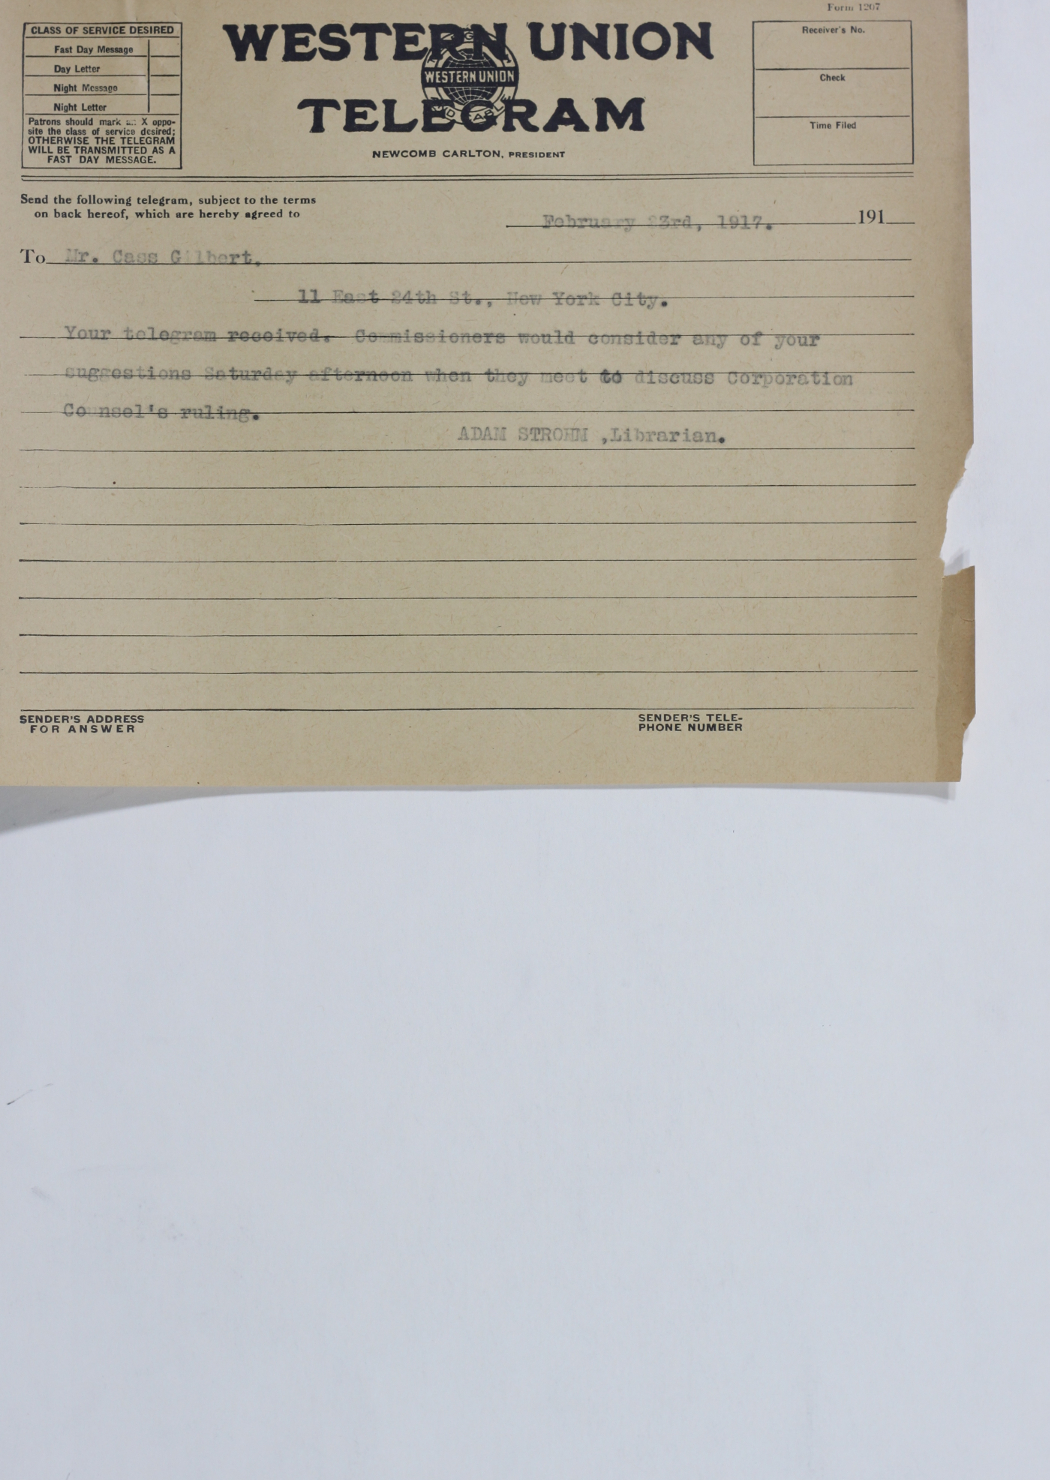 Form 1207
CLASS OF SERVICE DESIRED
Fast Day Message
Day Letter
Night Message
Night Letter
Patrons should mark an X oppo-
site the class of service desired;
OTHERWISE THE TELEGRAM
WILL BE TRANSMITTED AS A
FAST DAY MESSAGE.
WESTERN UNION
WESTERN UNION
TELEGRAM
NEWCOMB CARLTON, PRESIDENT
Receiver's No.
Check
Time Filed
Send the following telegram, subject to the terms
on back hereof, which are hereby agreed to
February 23rd, 1917. 191
To Mr. Cass Gilbert,
11 East 24th St., New York City.
Your telegram received. Commissioners would consider any of your
suggestions Saturday afternoon when they meet to discuss Corporation
Counsel's ruling.
ADAM STROHM ,Librarian.
SENDER'S ADDRESS
FOR ANSWER
SENDER'S TELE-
PHONE NUMBER